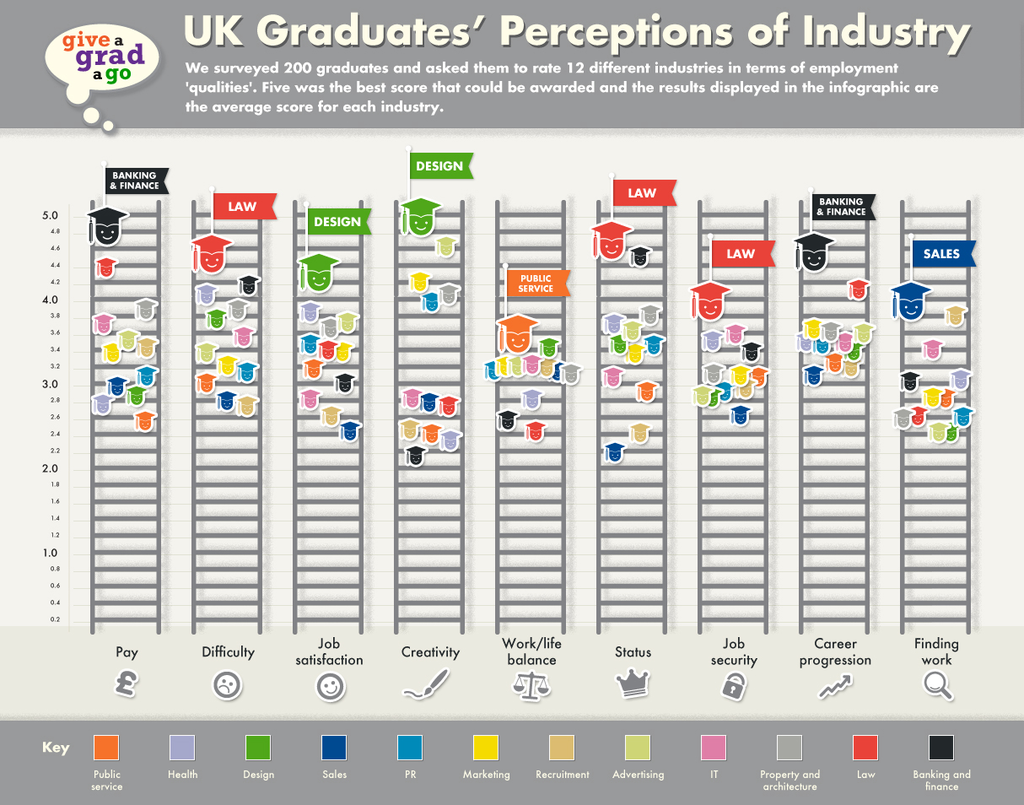 give a
grad
a go
UK Graduates' Perceptions of Industry
We surveyed 200 graduates and asked them to rate 12 different industries in terms of employment
'qualities'. Five was the best score that could be awarded and the results displayed in the infographic are
the average score for each industry.
BANKING
& FINANCE
LAW
DESIGN
DESIGN
PUBLIC
SERVICE
LAW
LAW
BANKING
& FINANCE
SALES
5.0
4.8
4.6
4.4
4.2
4.0
3.8
3.6
3.4
3.2
3.0
2.8
2.6
2.4
2.2
2.0
1.8
1.6
1.4
1.2
1.0
0.8
0.6
0.4
0.2
Pay
Difficulty
Job
satisfaction
Creativity
Work/life
balance
Status
Job
security
Career
progression
Finding
work
£
Key
Public
service
Health
Design
Sales
PR
Marketing
Recruitment
Advertising
IT
Property and
architecture
Law
Banking and
finance